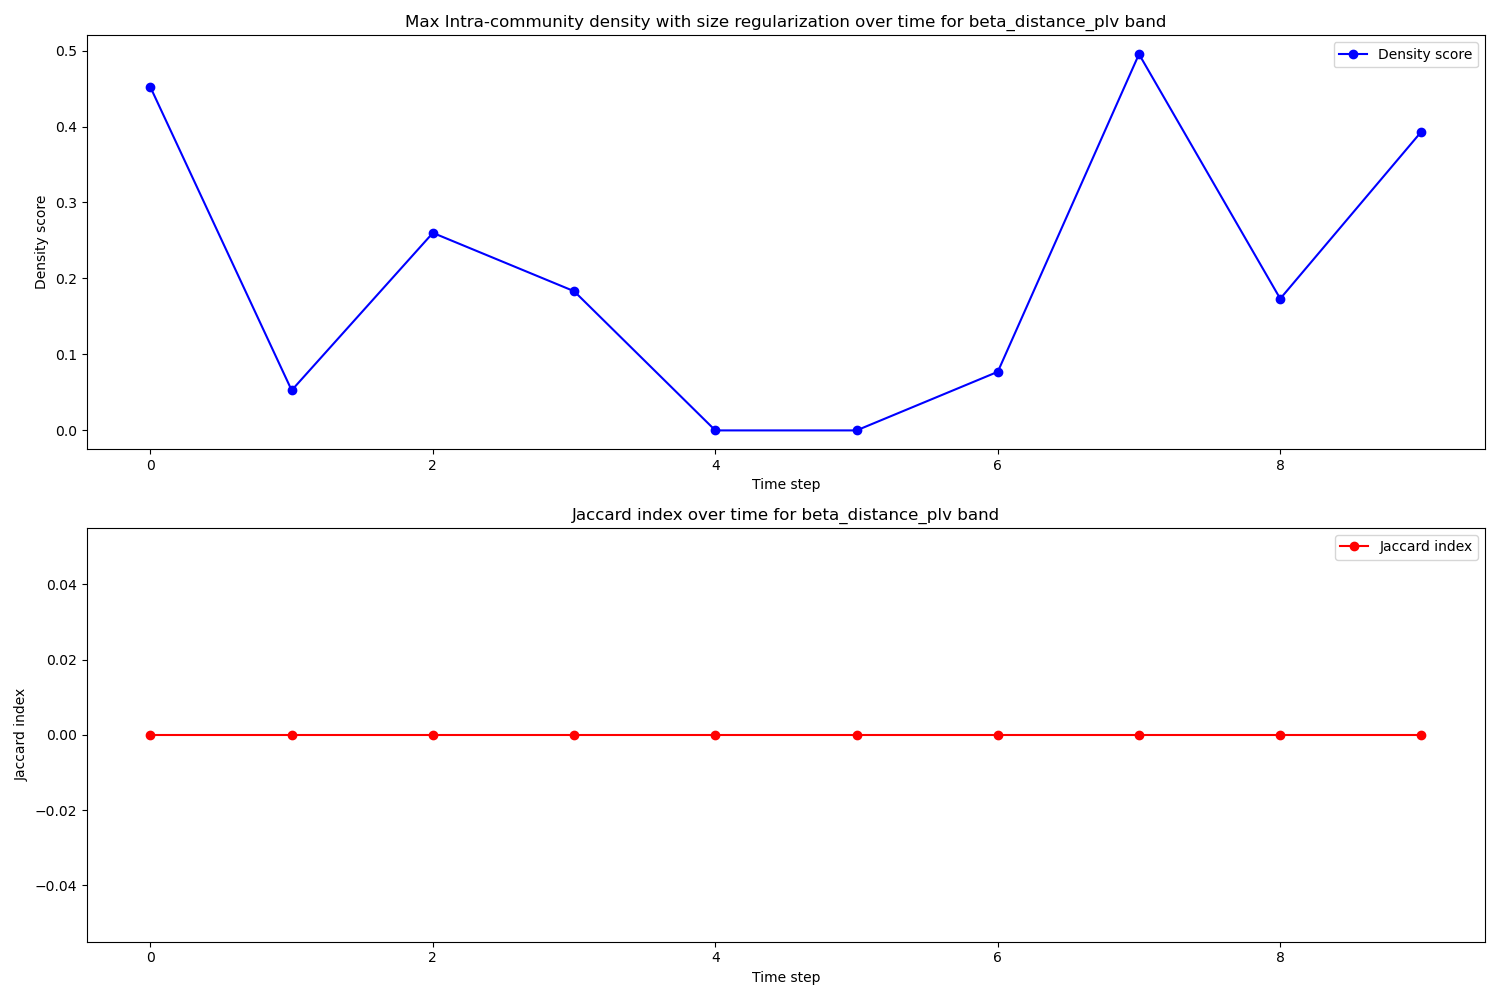 Max Intra-community density with size regularization over time for beta_distance_plv band
Density score
0.5
0.4
0.3
0.2
0.1
0.0
Density score
0 2 4 6 8
Time step
Jaccard index over time for beta_distance_plv band
Jaccard index
0.04
0.02
0.00
−0.02
−0.04
Jaccard index
0 2 4 6 8
Time step